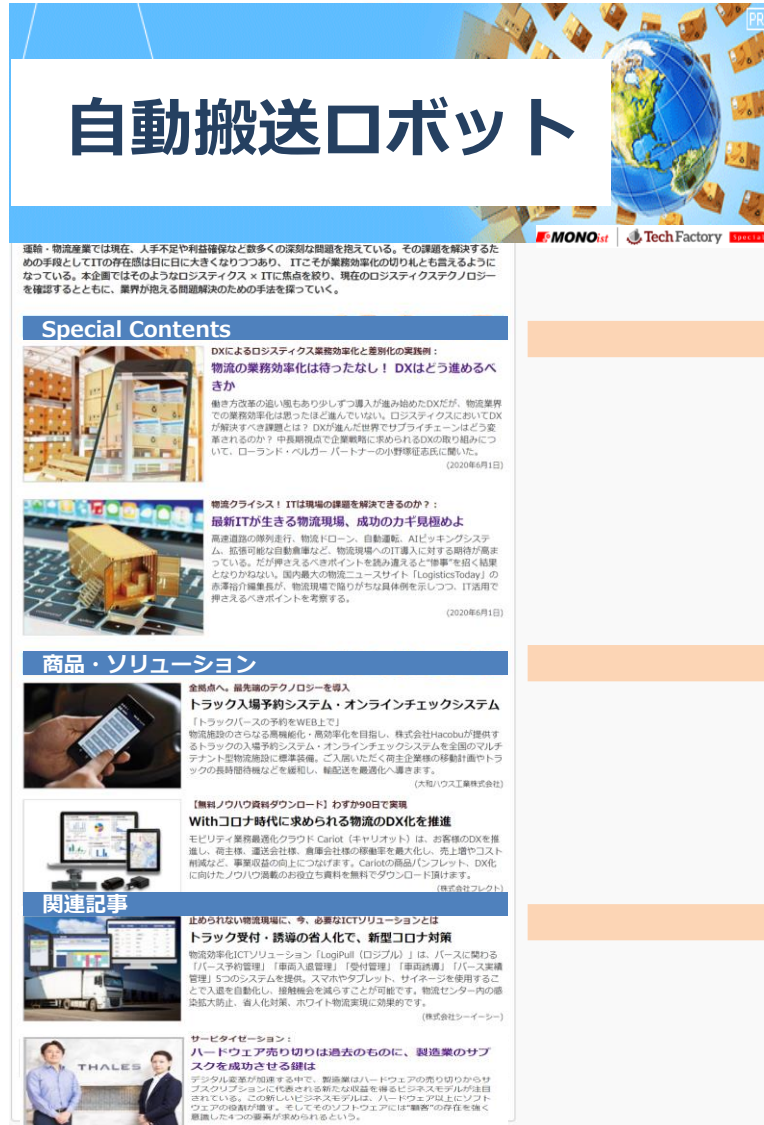 PR
自動搬送ロボット
MONOist
Tech Factory
Special
運輸・物流産業では現在、人手不足や利益確保など数多くの深刻な問題を抱えている。その課題を解決するた
めの手段としてITの存在感は日に日に大きくなりつつあり、 ITこそが業務効率化の切り札とも言えるように
なっている。本企画ではそのようなロジスティクス × ITに焦点を絞り、現在のロジスティクステクノロジー
を確認するとともに、業界が抱える問題解決のための手法を探っていく。
Special Contents
DXによるロジスティクス業務効率化と差別化の実践例：
物流の業務効率化は待ったなし！ DXはどう進めるべ
きか
働き方改革の追い風もあり少しずつ導入が進み始めたDXだが、物流業界
での業務効率化は思ったほど進んでいない。ロジスティクスにおいてDX
が解決すべき課題とは？ DXが進んだ世界でサプライチェーンはどう変
革されるのか？ 中長期視点で企業戦略に求められるDXの取り組みにつ
いて、ローランド・ベルガー パートナーの小野塚征志氏に聞いた。
(2020年6月1日)
物流クライシス！ ITは現場の課題を解決できるのか？：
最新ITが生きる物流現場、成功のカギ見極めよ
高速道路の隊列走行、物流ドローン、自動運転、AIピッキングシステ
ム、拡張可能な自動倉庫など、物流現場へのIT導入に対する期待が高ま
っている。だが押さえるべきポイントを読み違えると“惨事”を招く結果
となりかねない。国内最大の物流ニュースサイト「LogisticsToday」の
赤澤裕介編集長が、物流現場で陥りがちな具体例を示しつつ、IT活用で
押さえるべきポイントを考察する。
(2020年6月1日)
商品・ソリューション
全拠点へ。最先端のテクノロジーを導入
トラック入場予約システム・オンラインチェックシステム
「トラックバースの予約をWEB上で」
物流施設のさらなる高機能化・高効率化を目指し、株式会社Hacobuが提供す
るトラックの入場予約システム・オンラインチェックシステムを全国のマルチ
テナント型物流施設に標準装備。ご入居いただく荷主企業様の移動計画やトラ
ックの長時間待機などを緩和し、輸配送を最適化へ導きます。
(大和ハウス工業株式会社)
【無料ノウハウ資料ダウンロード】わずか90日で実現
Withコロナ時代に求められる物流のDX化を推進
モビリティ業務最適化クラウド Cariot（キャリオット）は、お客様のDXを推
進し、荷主様、運送会社様、倉庫会社様の移動率を最大化し、売上増やコスト
削減など、事業収益の向上につなげます。Cariotの商品パンフレット、DX化
に向けたノウハウ満載のお役立ち資料を無料でダウンロード頂けます。
(株式会社フレクト)
関連記事
止められない物流現場に、今、必要なICTソリューションとは
トラック受付・誘導の省人化で、新型コロナ対策
物流効率化ICTソリューション「LogiPull（ロジプル）」は、バースに関わる
「バース予約管理」「車両入退管理」「受付管理」「車両誘導」「バース実績
管理」5つのシステムを提供。スマホやタブレット、サイネージを使用するこ
とで入退を自動化し、接触機会を減らすことが可能です。物流センター内の感
染拡大防止、省人化対策、ホワイト物流実現に効果的です。
(株式会社シーイーシー)
THALES
サービタイゼーション：
ハードウェア売り切りは過去のものに、製造業のサブ
スクを成功させる鍵は
デジタル変革が加速する中で、製造業はハードウェアの売り切りからサ
ブスクリプションに代表される新たな収益を得るビジネスモデルが注目
されている。この新しいビジネスモデルは、ハードウェア以上にソフト
ウェアの役割が増す。そしてそのソフトウェアには“顧客”の存在を強く
意識した4つの要素が求められるという。